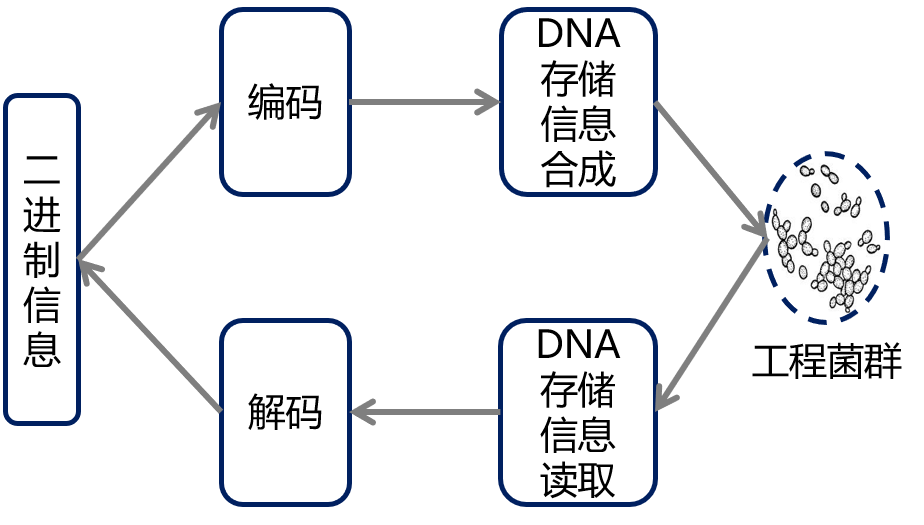 二
进
制
信
息
编码
DNA
存储
信息
合成
工程菌群
解码
DNA
存储
信息
读取